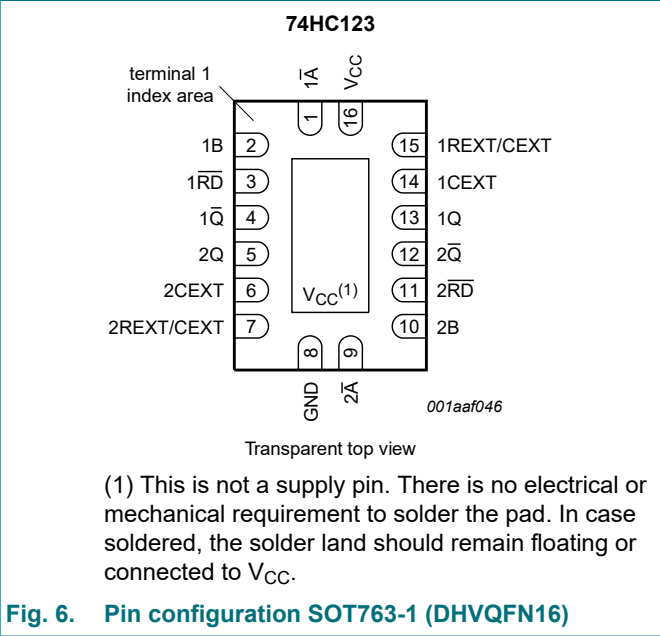 74HC123
terminal 1
index area
1A̅
VCC
1
16
1B 2
15 1REXT/CEXT
1R̅D̅ 3
14 1CEXT
1Q̅ 4
13 1Q
2Q 5
12 2Q̅
2CEXT 6
VCC(1)
11 2R̅D̅
2REXT/CEXT 7
10 2B
8
9
GND
2A̅
001aaf046
Transparent top view
(1) This is not a supply pin. There is no electrical or
mechanical requirement to solder the pad. In case
soldered, the solder land should remain floating or
connected to VCC.
Fig. 6. Pin configuration SOT763-1 (DHVQFN16)